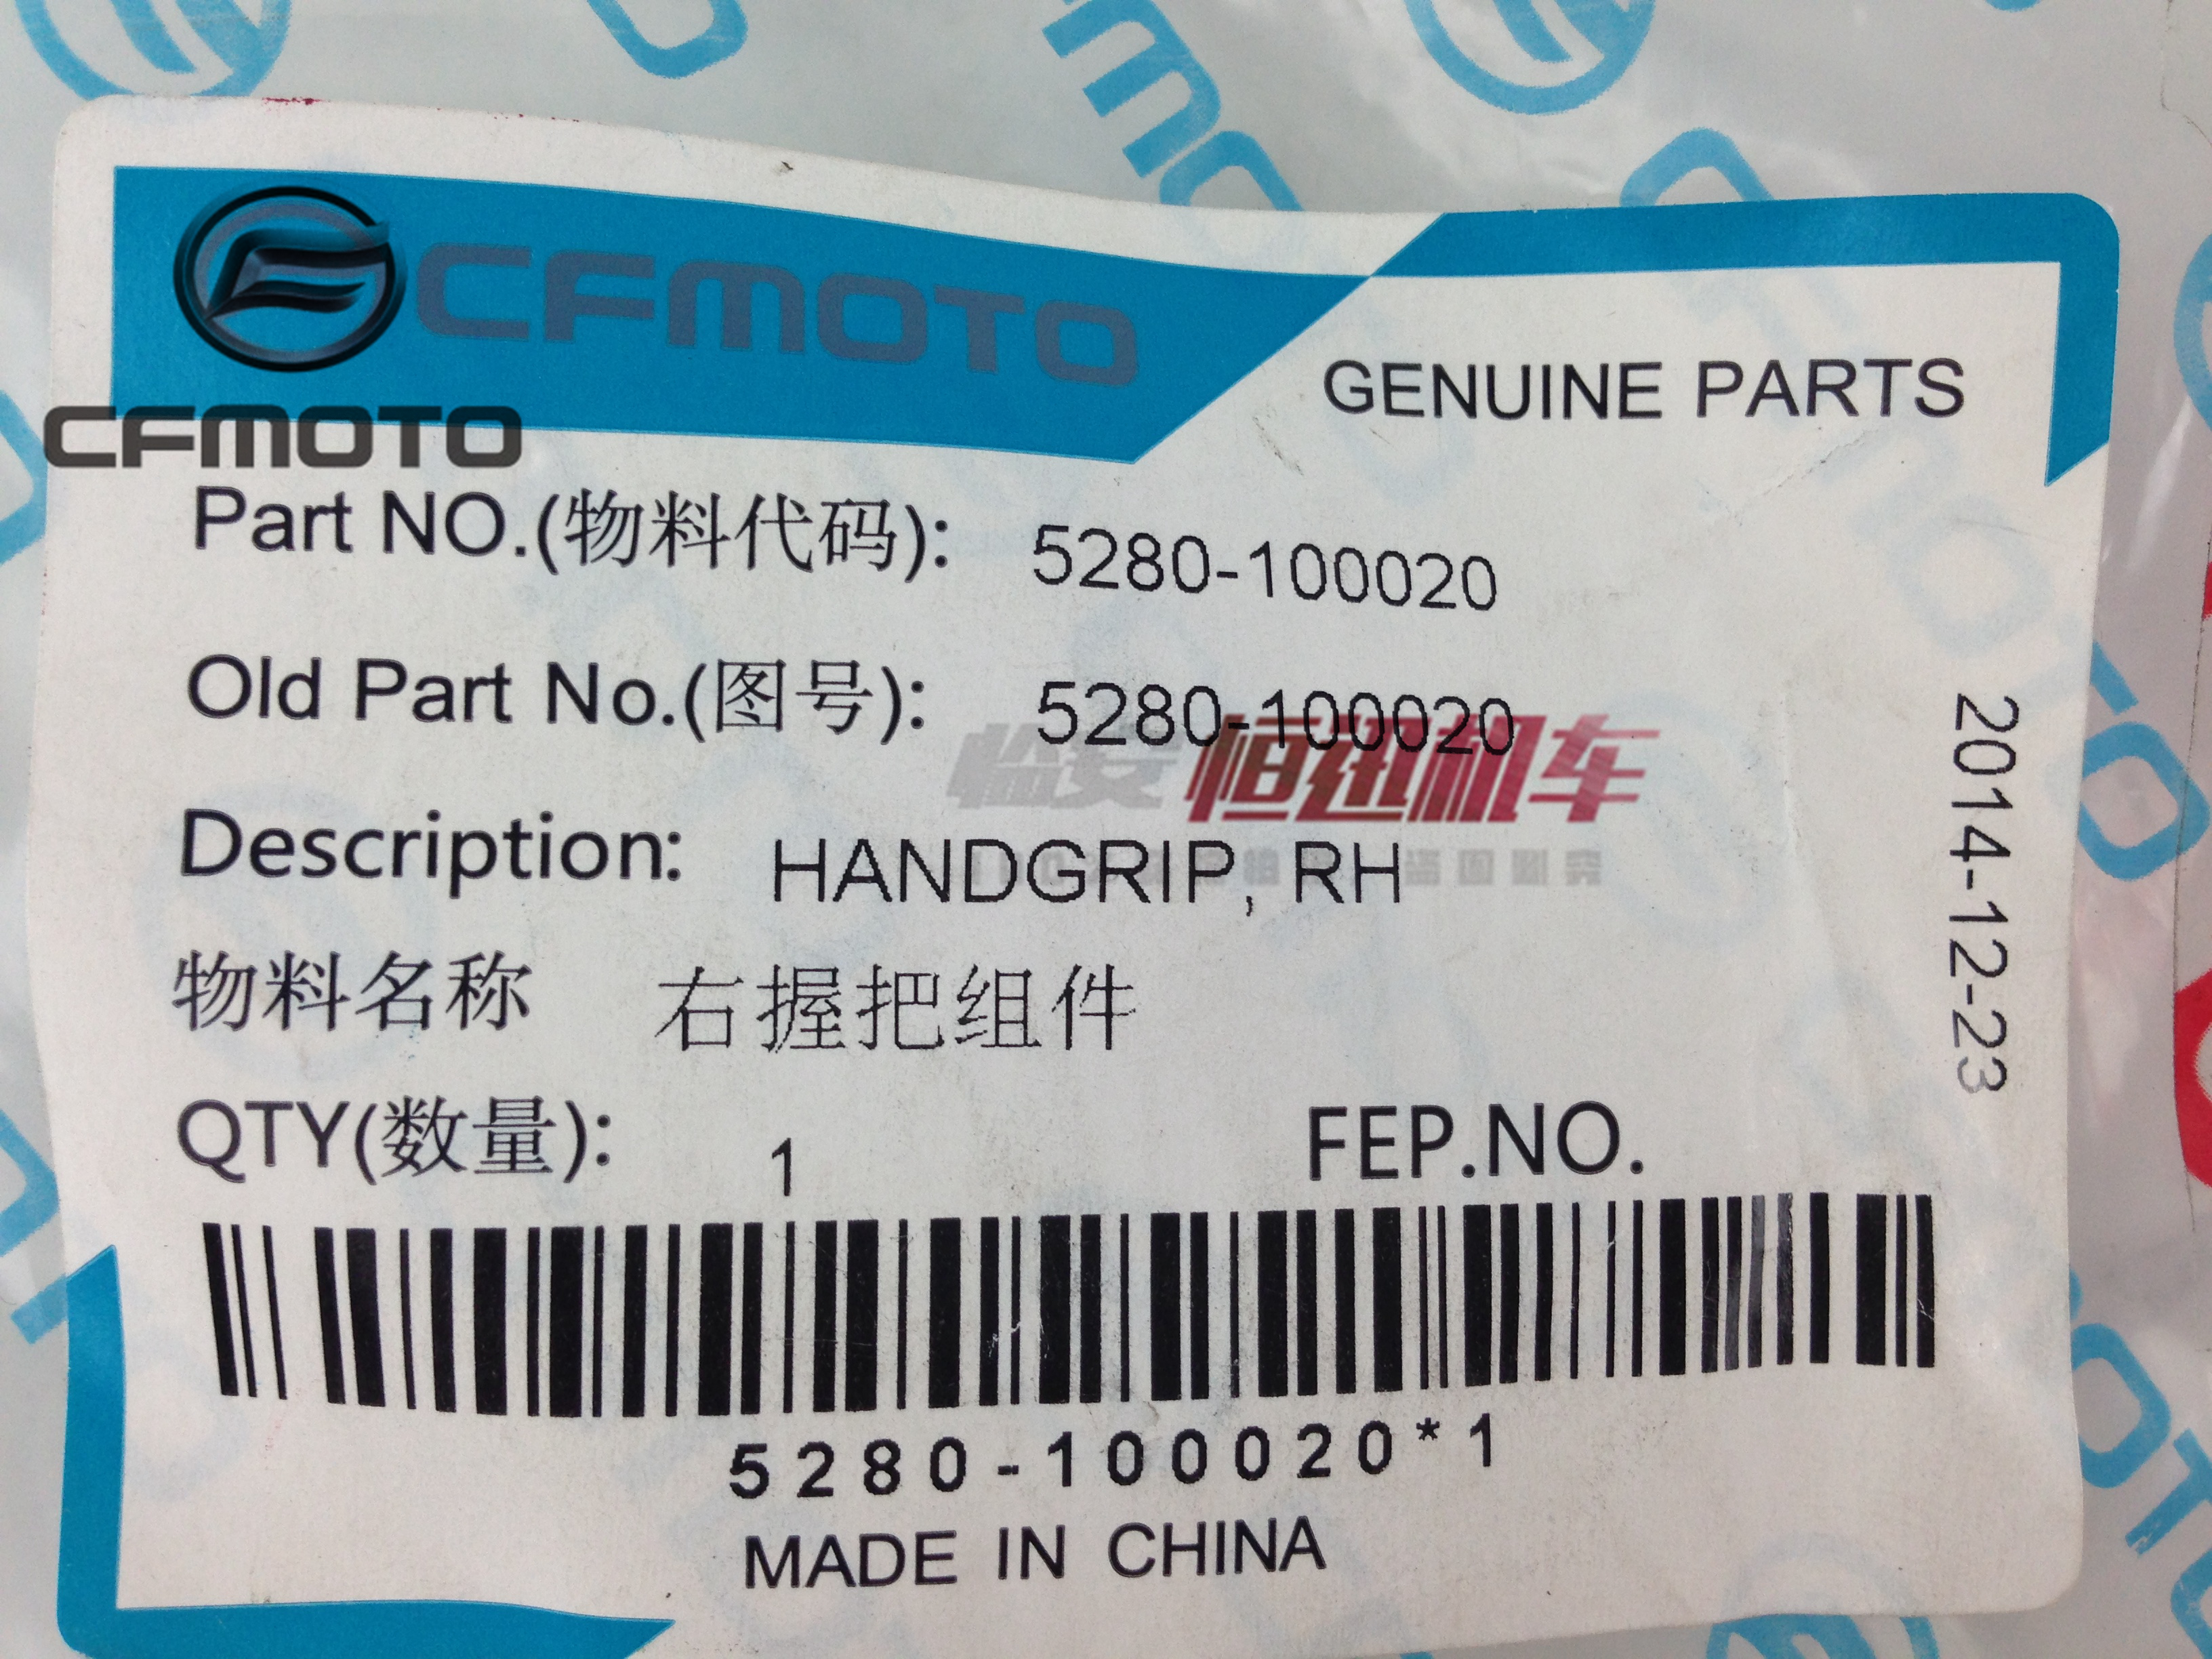 CFMOTO
GENUINE PARTS
CFMOTO
Part NO.(物料代码): 5280-100020
Old Part No.(图号): 5280-100020
临安恒迅机车
Description: HANDGRIP, RH
物料名称 右握把组件
QTY(数量): 1 FEP.NO.
2014-12-23
5280-100020*1
MADE IN CHINA